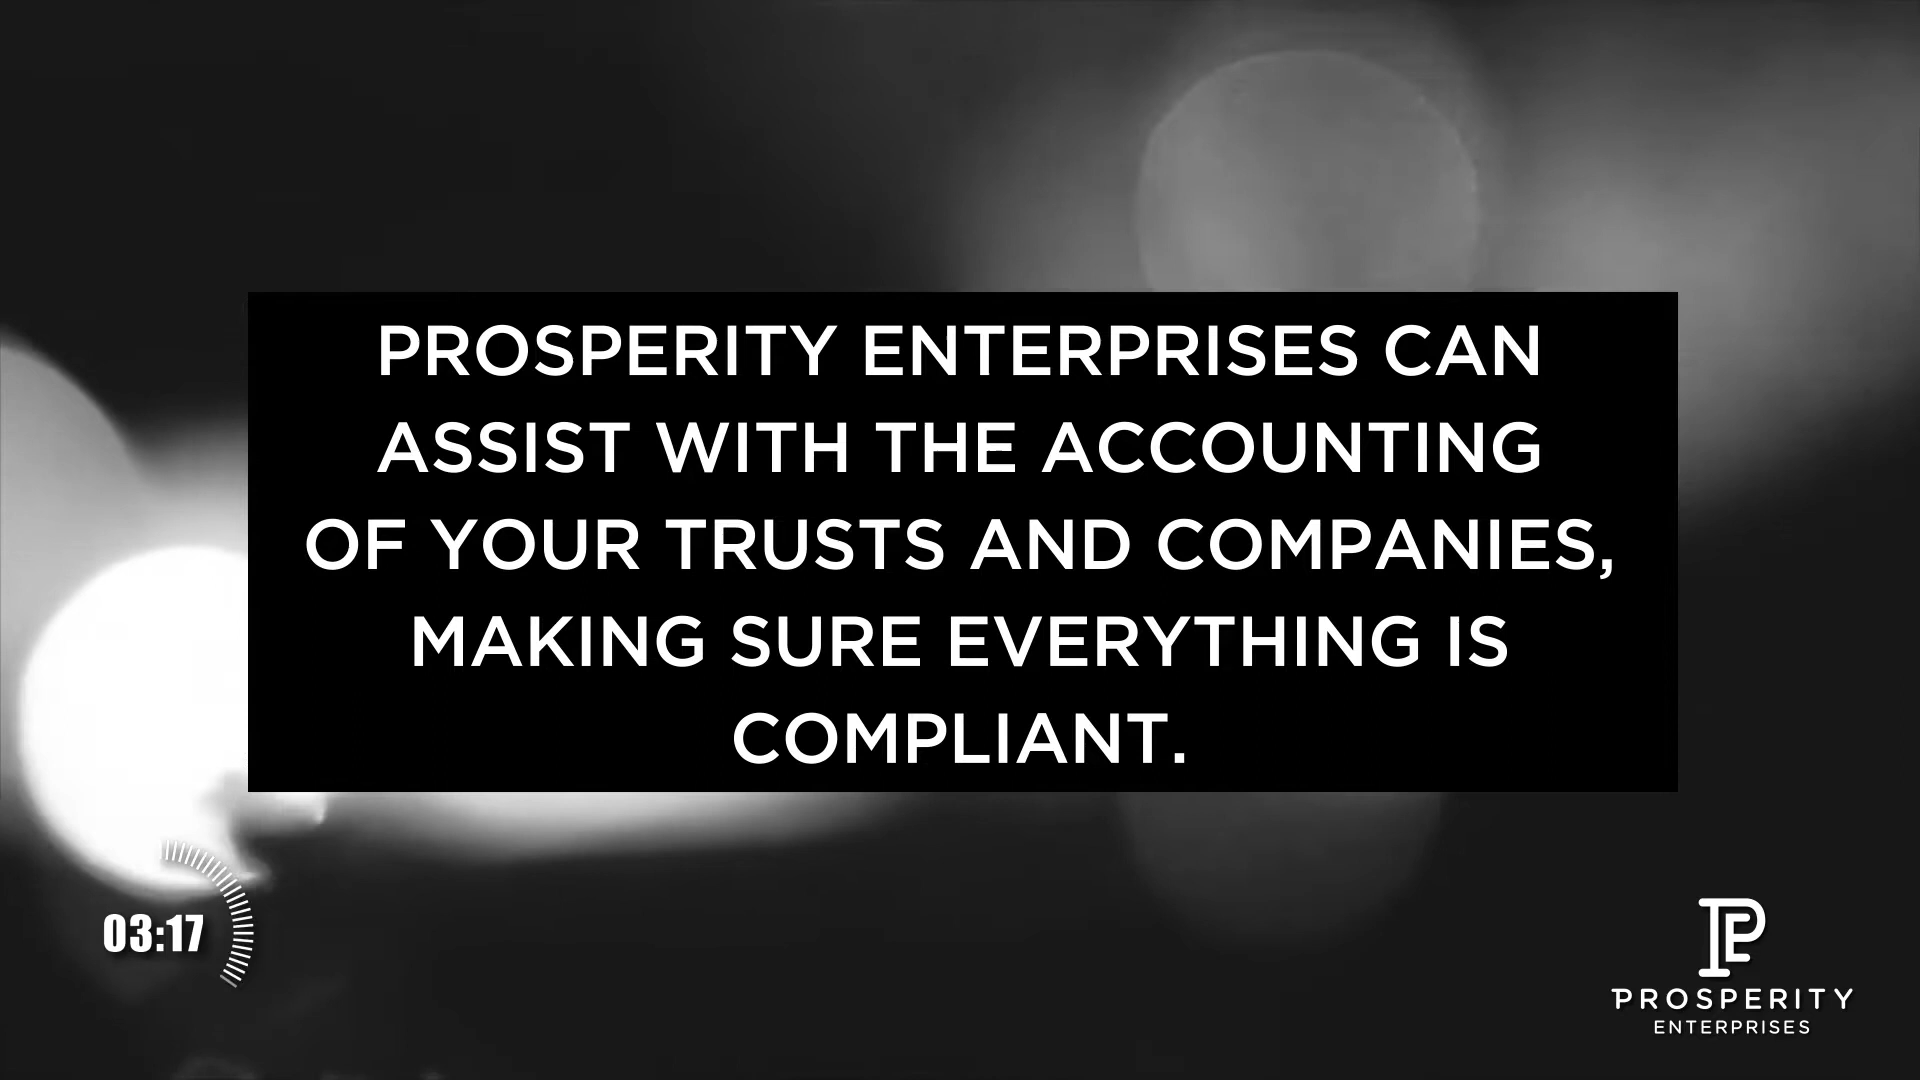 PROSPERITY ENTERPRISES CAN
ASSIST WITH THE ACCOUNTING
OF YOUR TRUSTS AND COMPANIES,
MAKING SURE EVERYTHING IS
COMPLIANT.
03:17
PROSPERITY
ENTERPRISES